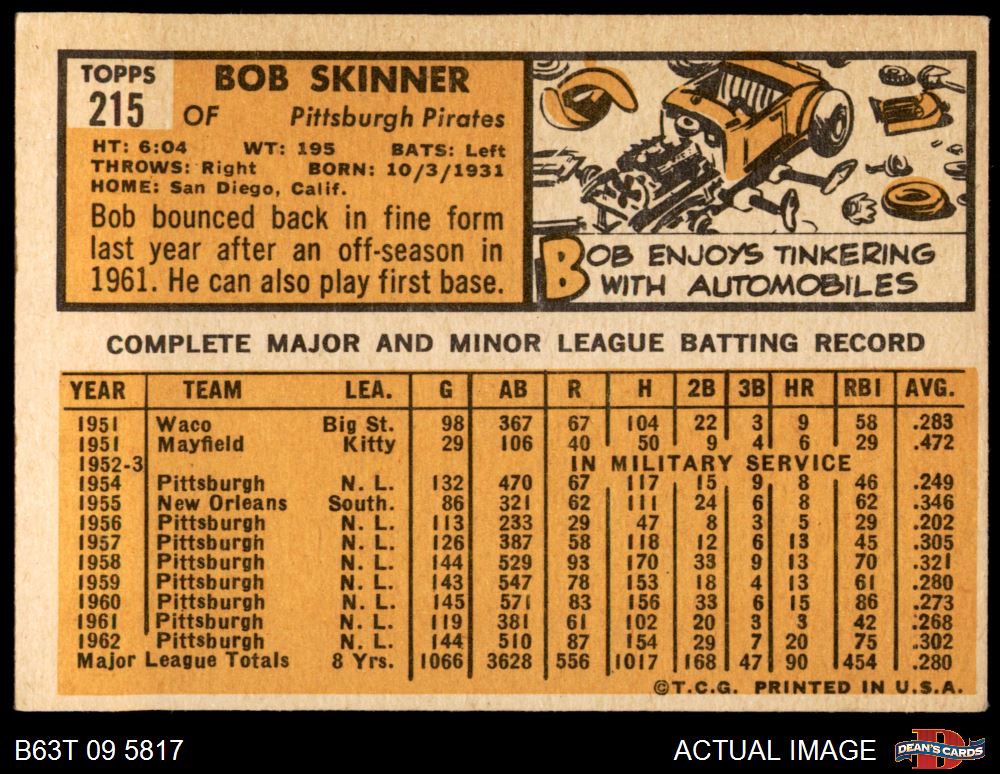 TOPPS
215
BOB SKINNER
OF Pittsburgh Pirates
HT: 6:04 WT: 195 BATS: Left
THROWS: Right BORN: 10/3/1931
HOME: San Diego, Calif.
Bob bounced back in fine form
last year after an off-season in
1961. He can also play first base.
BOB ENJOYS TINKERING
WITH AUTOMOBILES
COMPLETE MAJOR AND MINOR LEAGUE BATTING RECORD
YEAR TEAM LEA. G AB R H 2B 3B HR RBI AVG.
1951 Waco Big St. 98 367 67 104 22 3 9 58 .283
1951 Mayfield Kitty 29 106 40 50 9 4 6 29 .472
1952-3 IN MILITARY SERVICE
1954 Pittsburgh N. L. 132 470 67 117 15 9 8 46 .249
1955 New Orleans South. 86 321 62 111 24 6 8 62 .346
1956 Pittsburgh N. L. 113 233 29 47 8 3 5 29 .202
1957 Pittsburgh N. L. 126 387 58 118 12 6 13 45 .305
1958 Pittsburgh N. L. 144 529 93 170 33 9 13 70 .321
1959 Pittsburgh N. L. 143 547 78 153 18 4 13 61 .280
1960 Pittsburgh N. L. 145 571 83 156 33 6 15 86 .273
1961 Pittsburgh N. L. 119 381 61 102 20 3 3 42 .268
1962 Pittsburgh N. L. 144 510 87 154 29 7 20 75 .302
Major League Totals 8 Yrs. 1066 3628 556 1017 168 47 90 454 .280
©T.C.G. PRINTED IN U.S.A.
B63T 09 5817 ACTUAL IMAGE DEAN'S CARDS